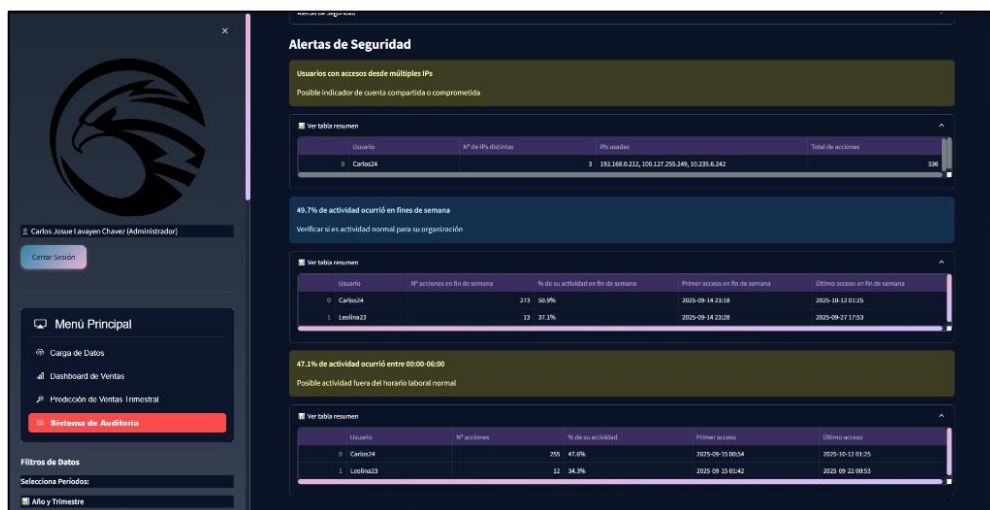 Alertas de Seguridad
×
Carlos Josue Lavayen Chavez (Administrador)
Cerrar Sesión
Menú Principal
Carga de Datos
Dashboard de Ventas
Predicción de Ventas Trimestral
Sistema de Auditoría
Filtros de Datos
Selecciona Períodos:
Año y Trimestre
Alertas de Seguridad
Usuarios con accesos desde múltiples IPs
Posible indicador de cuenta compartida o comprometida
Ver tabla resumen
Usuario N° de IPs distintas IPs usadas Total de acciones
0 Carlos24 3 192.168.0.212, 100.127.255.249, 10.235.6.242 536
49.7% de actividad ocurrió en fines de semana
Verificar si es actividad normal para su organización
Ver tabla resumen
Usuario N° acciones en fin de semana % de su actividad en fin de semana Primer acceso en fin de semana Último acceso en fin de semana
0 Carlos24 273 50.9% 2025-09-14 23:18 2025-10-12 01:25
1 Leolina23 13 37.1% 2025-09-14 23:28 2025-09-27 17:53
47.1% de actividad ocurrió entre 00:00-06:00
Posible actividad fuera del horario laboral normal
Ver tabla resumen
Usuario N° acciones % de su actividad Primer acceso Último acceso
0 Carlos24 255 47.6% 2025-09-15 00:54 2025-10-12 01:25
1 Leolina23 12 34.3% 2025-09-15 01:42 2025-09-22 00:53